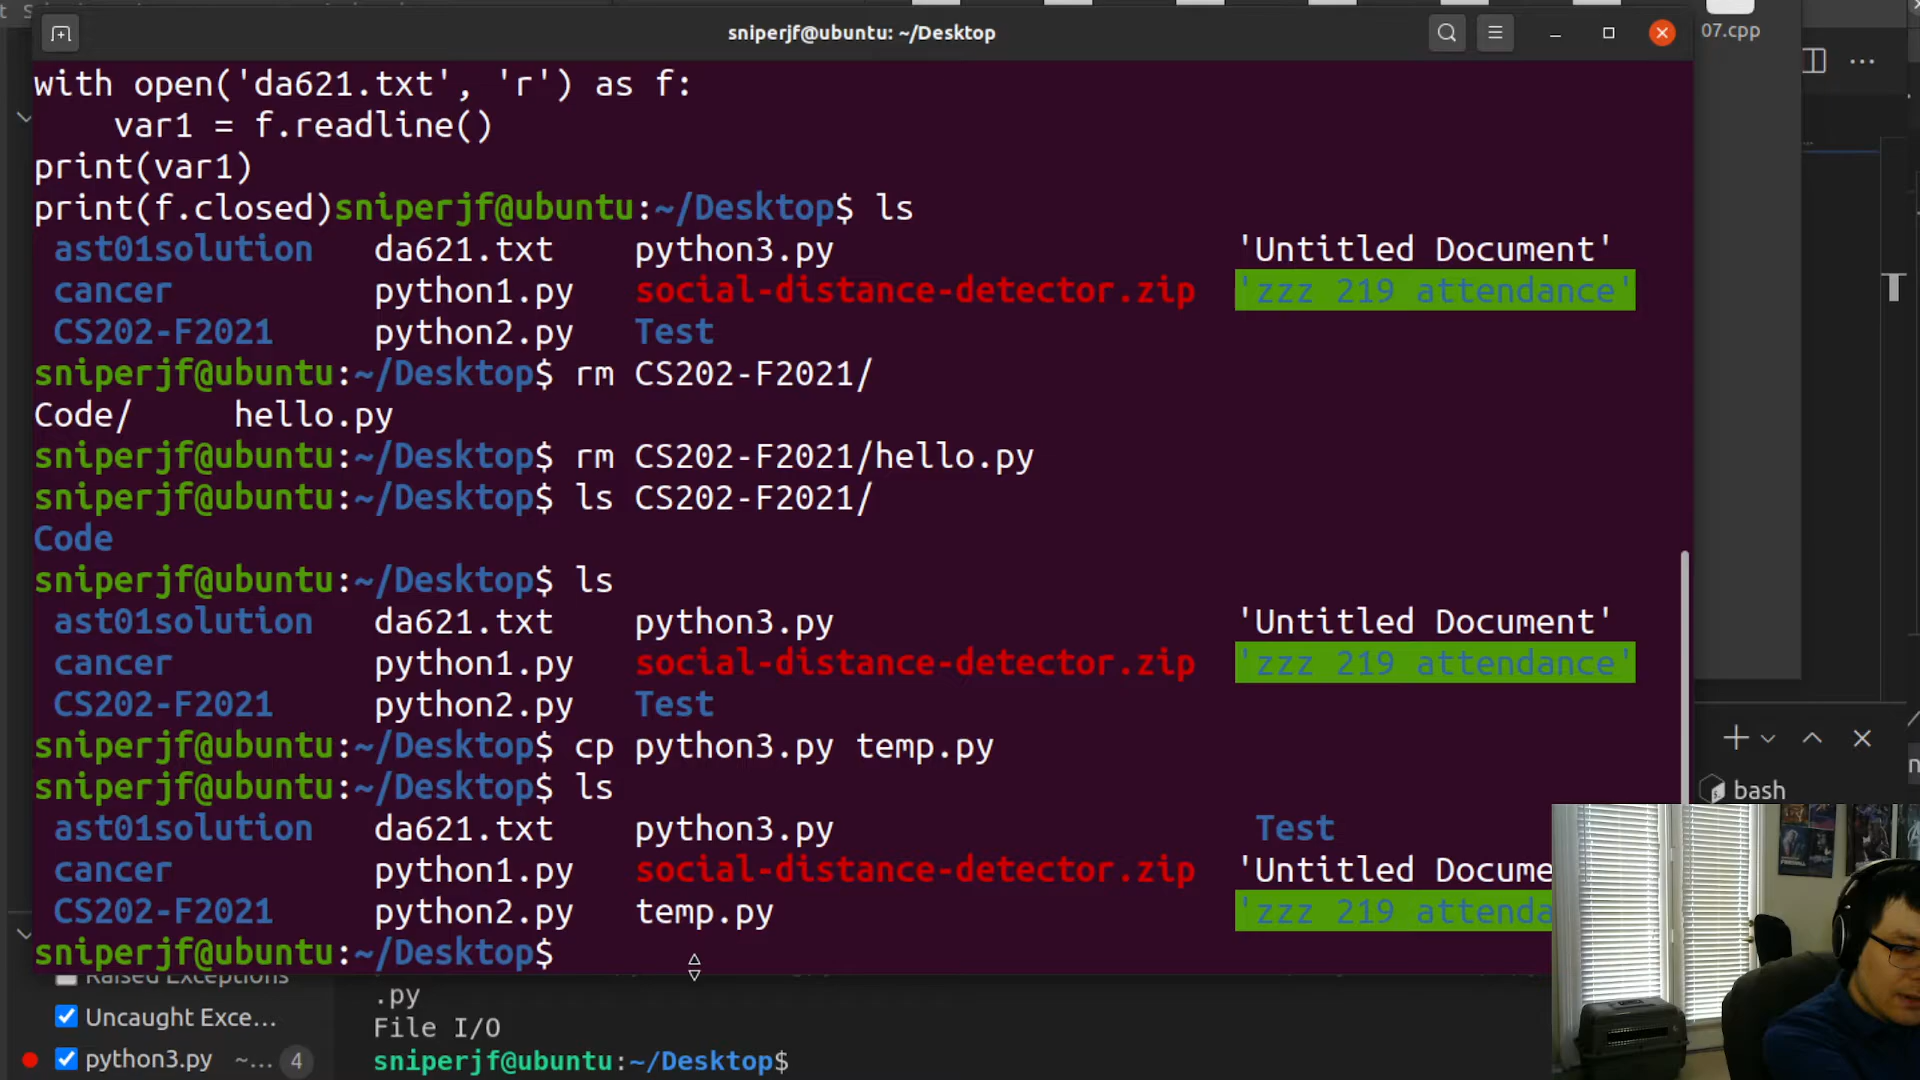 sniperjf@ubuntu: ~/Desktop
07.cpp
with open('da621.txt', 'r') as f:
    var1 = f.readline()
print(var1)
print(f.closed)sniperjf@ubuntu:~/Desktop$ ls
ast01solution   da621.txt    python3.py                     'Untitled Document'
cancer          python1.py   social-distance-detector.zip   'zzz 219 attendance'
CS202-F2021     python2.py   Test
sniperjf@ubuntu:~/Desktop$ rm CS202-F2021/
Code/     hello.py
sniperjf@ubuntu:~/Desktop$ rm CS202-F2021/hello.py
sniperjf@ubuntu:~/Desktop$ ls CS202-F2021/
Code
sniperjf@ubuntu:~/Desktop$ ls
ast01solution   da621.txt    python3.py                     'Untitled Document'
cancer          python1.py   social-distance-detector.zip   'zzz 219 attendance'
CS202-F2021     python2.py   Test
sniperjf@ubuntu:~/Desktop$ cp python3.py temp.py
sniperjf@ubuntu:~/Desktop$ ls
ast01solution   da621.txt    python3.py                     Test
cancer          python1.py   social-distance-detector.zip   'Untitled Docume
CS202-F2021     python2.py   temp.py                        'zzz 219 attenda
sniperjf@ubuntu:~/Desktop$
bash
Raised Exceptions
Uncaught Exce...
python3.py ~... 4
.py
File I/O
sniperjf@ubuntu:~/Desktop$